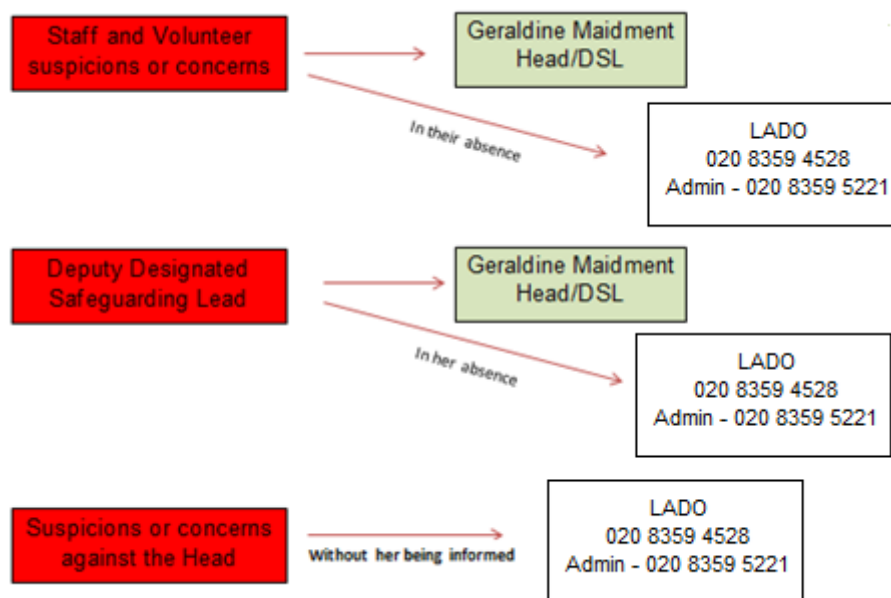 Staff and Volunteer
suspicions or concerns
Geraldine Maidment
Head/DSL
In their absence
LADO
020 8359 4528
Admin - 020 8359 5221
Deputy Designated
Safeguarding Lead
Geraldine Maidment
Head/DSL
In her absence
LADO
020 8359 4528
Admin - 020 8359 5221
Suspicions or concerns
against the Head
Without her being informed
LADO
020 8359 4528
Admin - 020 8359 5221